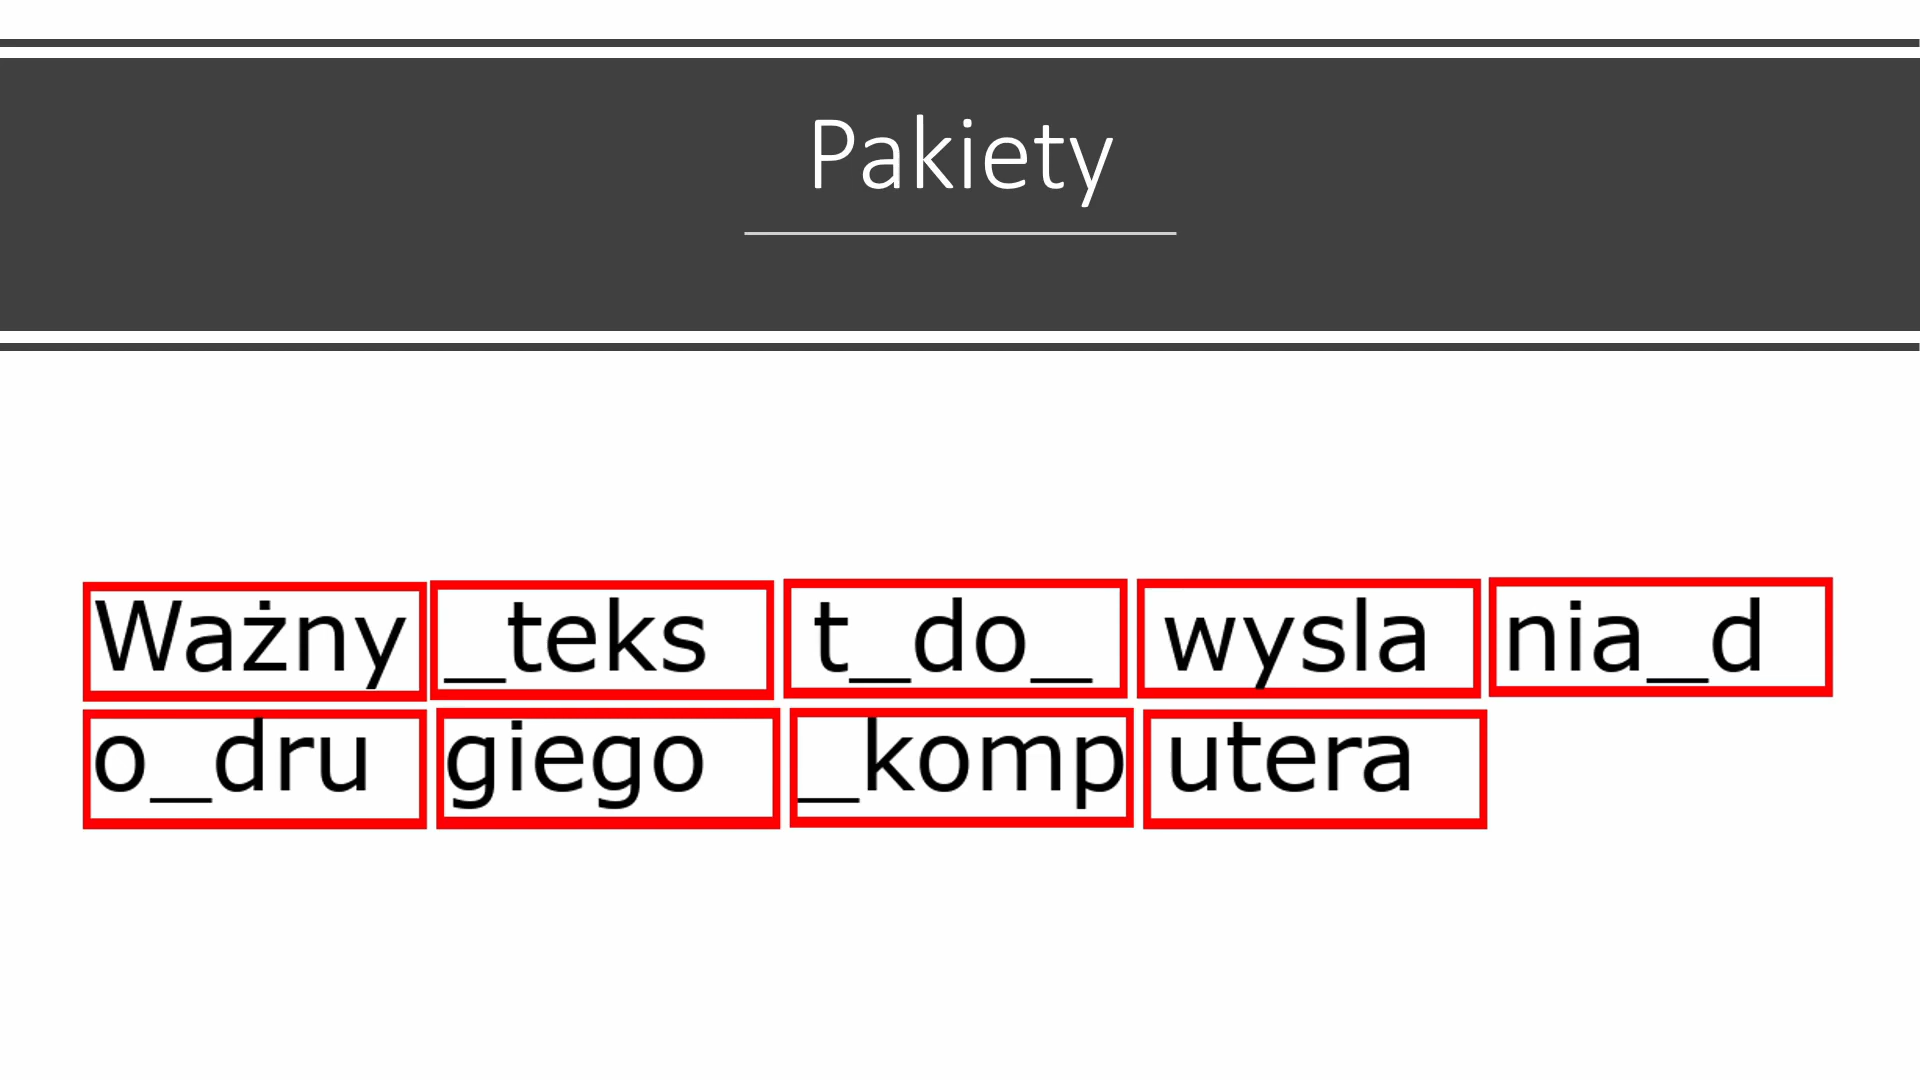 Pakiety
Ważny _teks t_do_ wysla nia_d
o_dru giego _komp utera